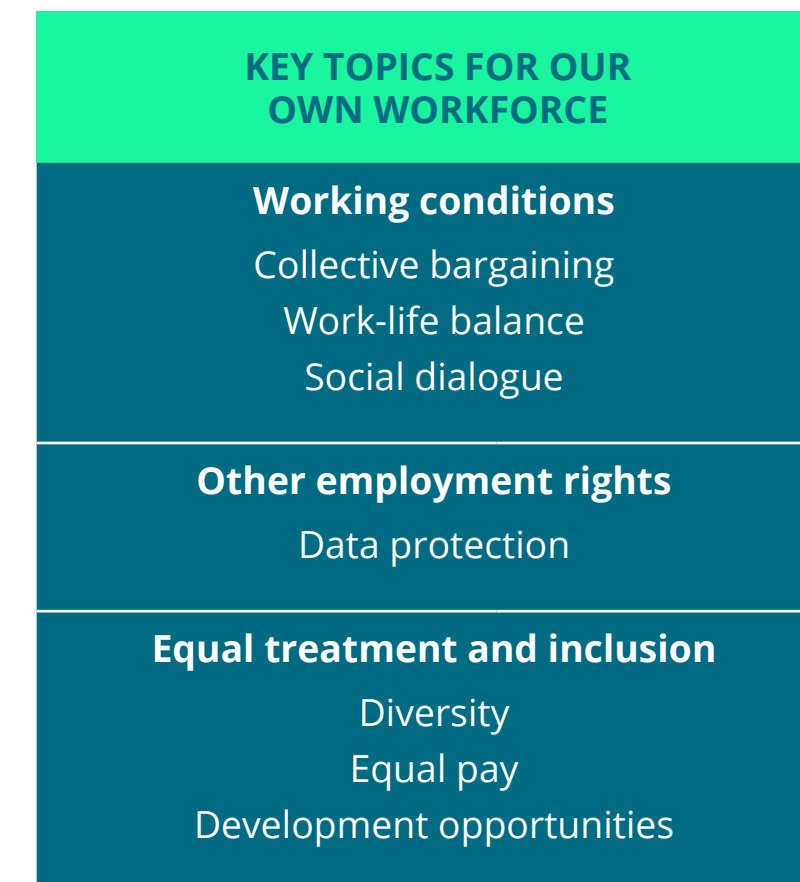 KEY TOPICS FOR OUR
OWN WORKFORCE
Working conditions
Collective bargaining
Work-life balance
Social dialogue
Other employment rights
Data protection
Equal treatment and inclusion
Diversity
Equal pay
Development opportunities